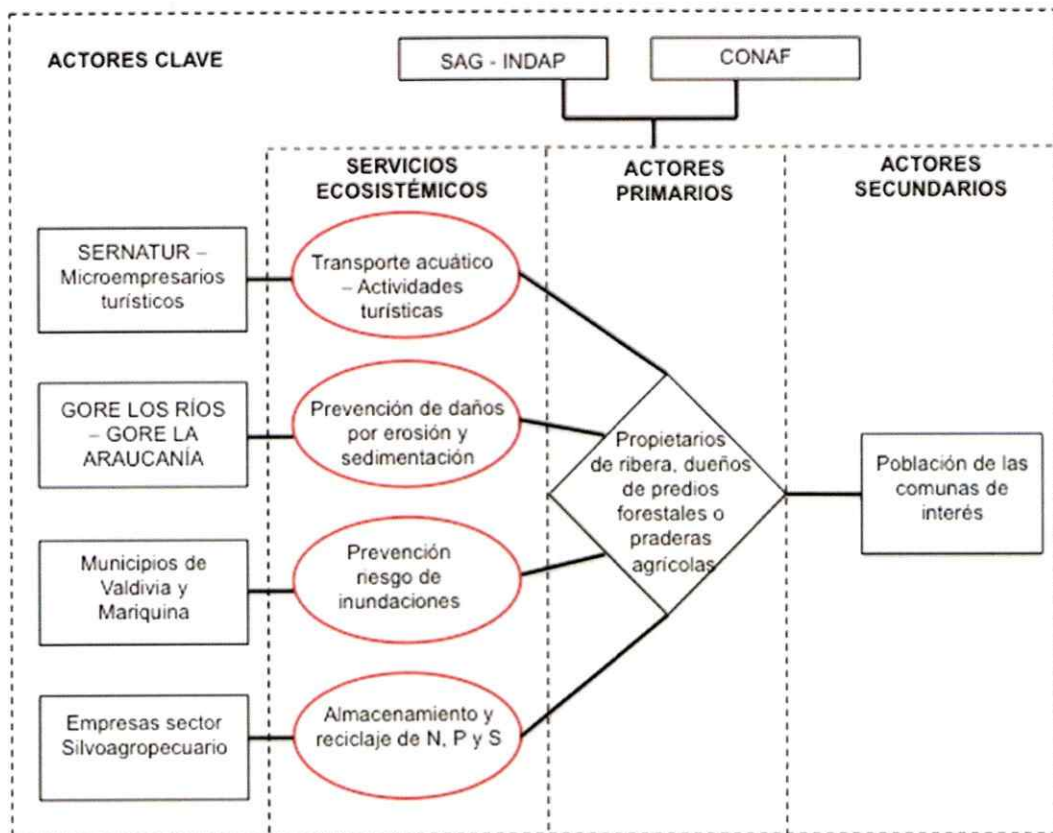 ACTORES CLAVE
SAG - INDAP
CONAF
SERVICIOS
ECOSISTÉMICOS
ACTORES
PRIMARIOS
ACTORES
SECUNDARIOS
SERNATUR –
Microempresarios
turísticos
Transporte acuático
– Actividades
turísticas
GORE LOS RÍOS
– GORE LA
ARAUCANÍA
Prevención de daños
por erosión y
sedimentación
Municipios de
Valdivia y
Mariquina
Prevención
riesgo de
inundaciones
Empresas sector
Silvoagropecuario
Almacenamiento y
reciclaje de N, P y S
Propietarios
de ribera, dueños
de predios
forestales o
praderas
agrícolas
Población de las
comunas de
interés